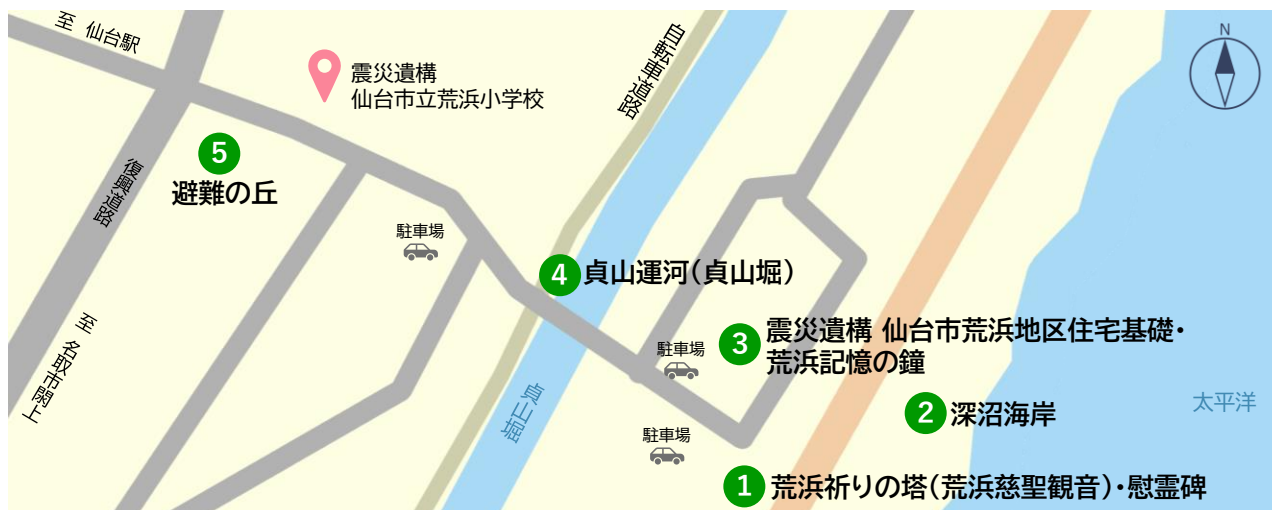 至 仙台駅
震災遺構
仙台市立荒浜小学校
自転車道路
N
5
避難の丘
復興道路
駐車場
4 貞山運河(貞山堀)
3 震災遺構 仙台市荒浜地区住宅基礎・
荒浜記憶の鐘
駐車場
至 名取市閖上
貞山堀
2 深沼海岸
太平洋
駐車場
1 荒浜祈りの塔(荒浜慈聖観音)・慰霊碑